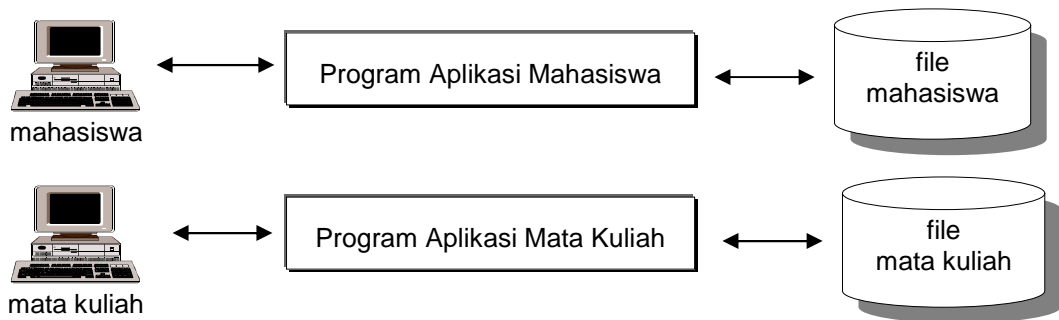 mahasiswa
Program Aplikasi Mahasiswa
file
mahasiswa
mata kuliah
Program Aplikasi Mata Kuliah
file
mata kuliah